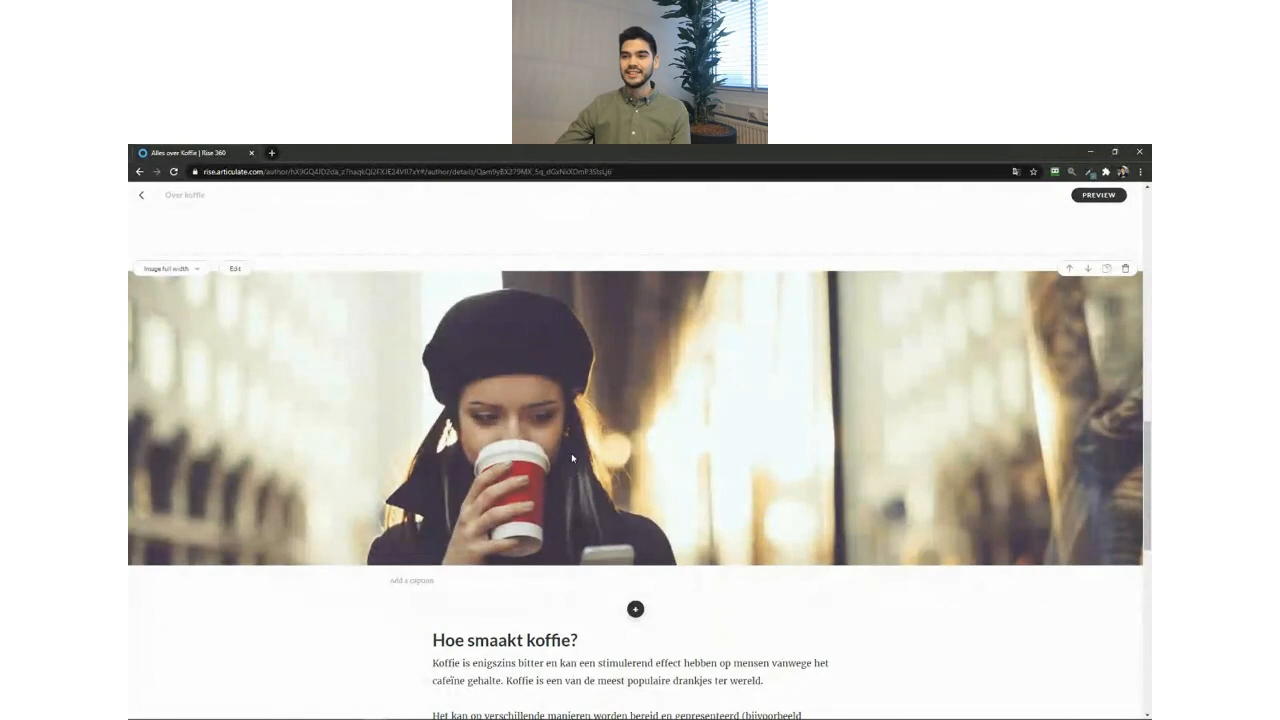 Alles over Koffie | Rise 360
Over koffie
PREVIEW
Image full width
Edit
Add a caption
Hoe smaakt koffie?
Koffie is enigszins bitter en kan een stimulerend effect hebben op mensen vanwege het
cafeïne gehalte. Koffie is een van de meest populaire drankjes ter wereld.
Het kan op verschillende manieren worden bereid en gepresenteerd (bijvoorbeeld